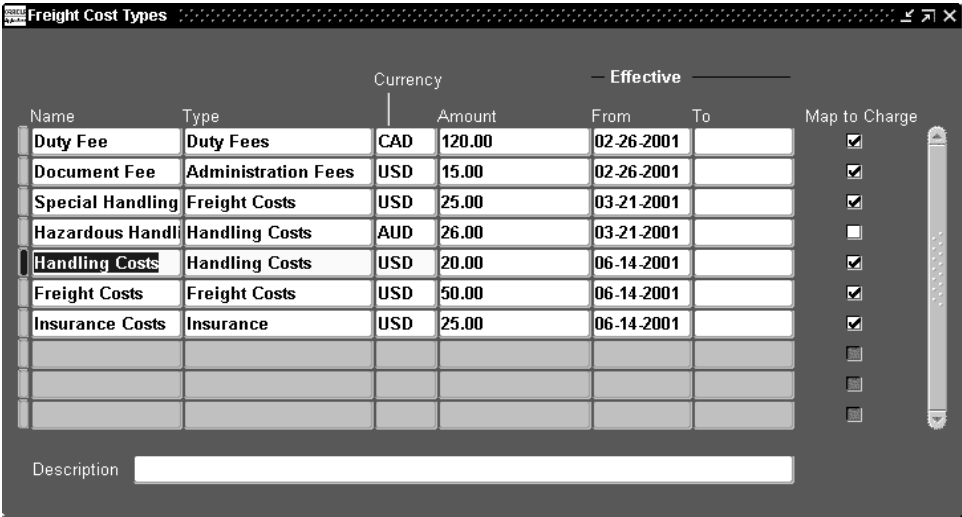 Freight Cost Types
Currency Effective
Name Type Amount From To Map to Charge
Duty Fee Duty Fees CAD 120.00 02-26-2001
Document Fee Administration Fees USD 15.00 02-26-2001
Special Handling Freight Costs USD 25.00 03-21-2001
Hazardous Handli Handling Costs AUD 26.00 03-21-2001
Handling Costs Handling Costs USD 20.00 06-14-2001
Freight Costs Freight Costs USD 50.00 06-14-2001
Insurance Costs Insurance USD 25.00 06-14-2001
Description